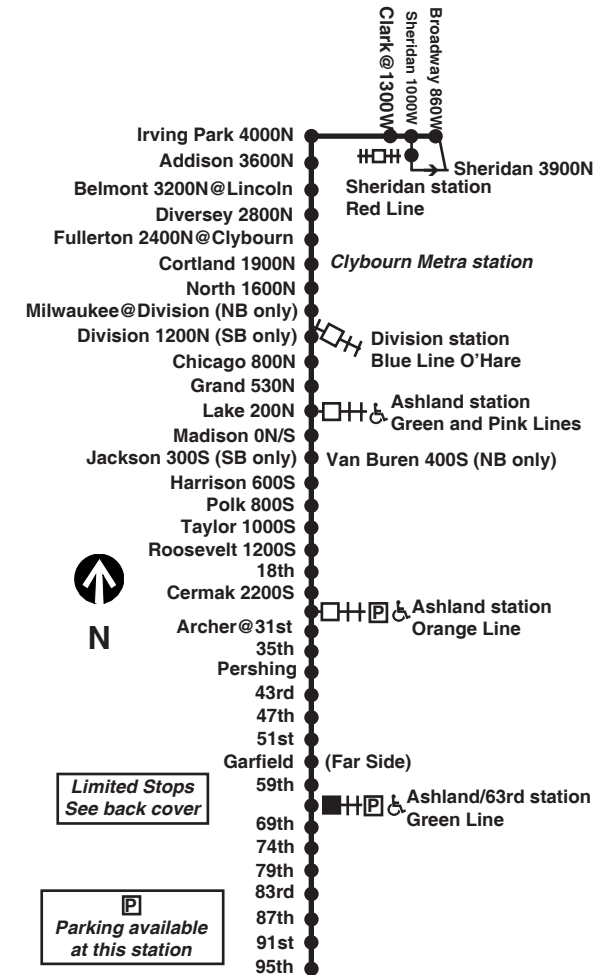 Clark@1300W
Sheridan 1000W
Broadway 860W
Irving Park 4000N
Addison 3600N
Sheridan 3900N
Belmont 3200N@Lincoln
Sheridan station
Red Line
Diversey 2800N
Fullerton 2400N@Clybourn
Cortland 1900N
Clybourn Metra station
North 1600N
Milwaukee@Division (NB only)
Division 1200N (SB only)
Division station
Blue Line O'Hare
Chicago 800N
Grand 530N
Lake 200N
Ashland station
Green and Pink Lines
Madison 0N/S
Jackson 300S (SB only)
Van Buren 400S (NB only)
Harrison 600S
Polk 800S
Taylor 1000S
Roosevelt 1200S
18th
Cermak 2200S
N
P
Ashland station
Orange Line
Archer@31st
35th
Pershing
43rd
47th
51st
Garfield
(Far Side)
59th
Limited Stops
See back cover
P
Ashland/63rd station
Green Line
69th
74th
79th
83rd
87th
91st
95th
P
Parking available
at this station